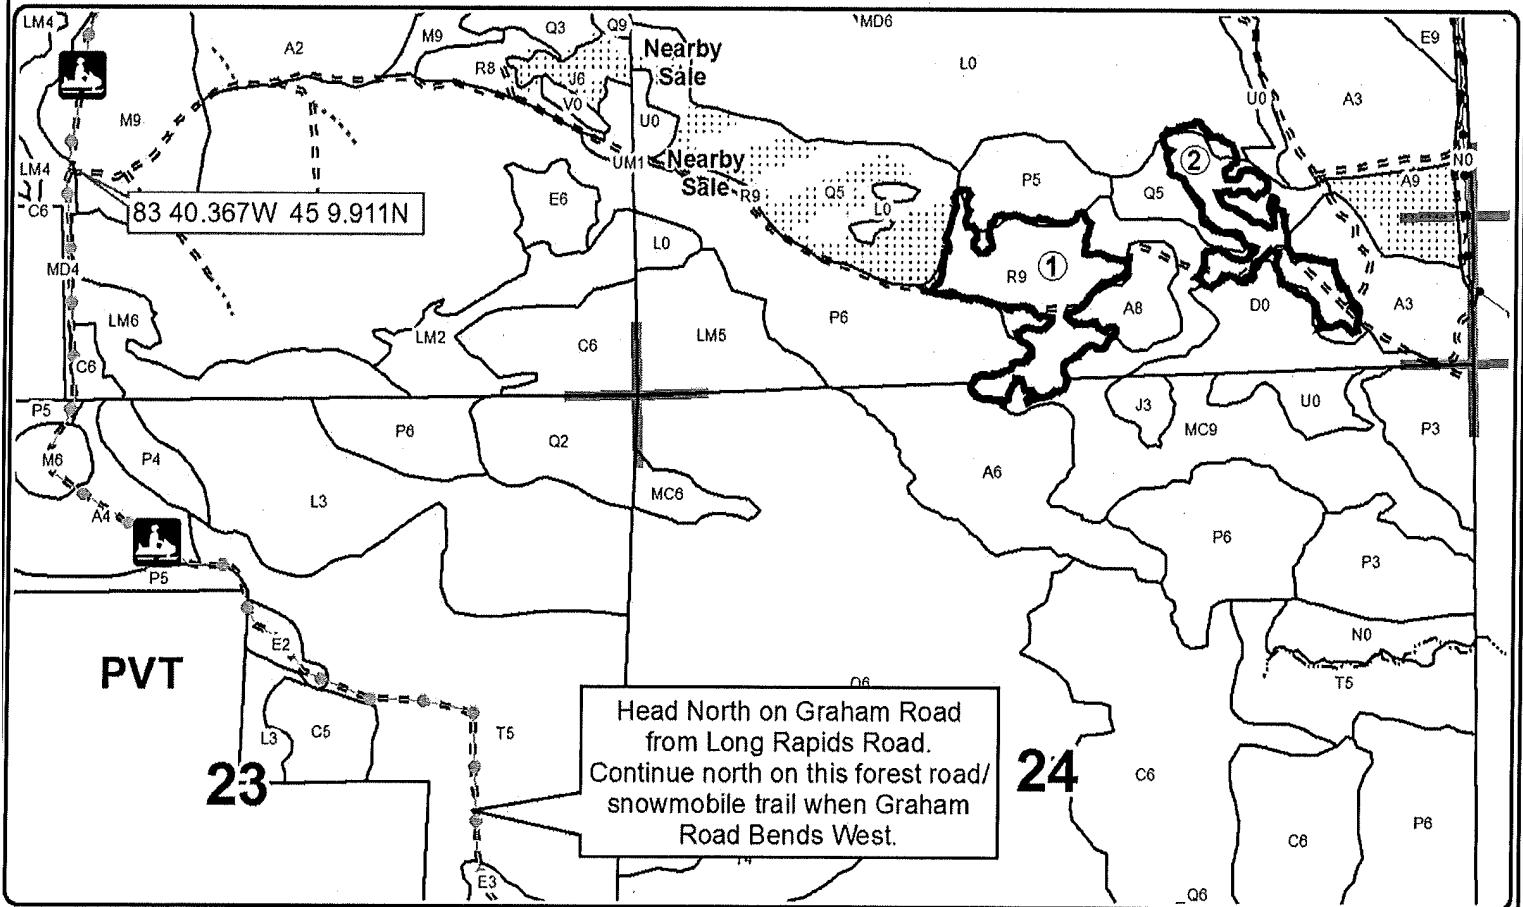 LM4
A2
M9
Q3
Q9
MD6
E9
Nearby
Sale
L0
R8
J6
V0
U0
U0
A3
M9
UM1
Nearby
Sale
2
N0
LM4
C6
83 40.367W 45 9.911N
E6
R9
Q5
L0
P5
Q5
A9
L0
MD4
R9
1
LM6
LM2
C6
LM5
P6
A8
D0
A3
C6
P5
P6
Q2
J3
MC9
U0
P3
M6
P4
L3
MC6
A6
A4
P6
P3
P5
E2
N0
PVT
Q6
T5
L3
C5
T5
Head North on Graham Road
from Long Rapids Road.
Continue north on this forest road/
snowmobile trail when Graham
Road Bends West.
23
24
C6
C6
P6
E3
Q6